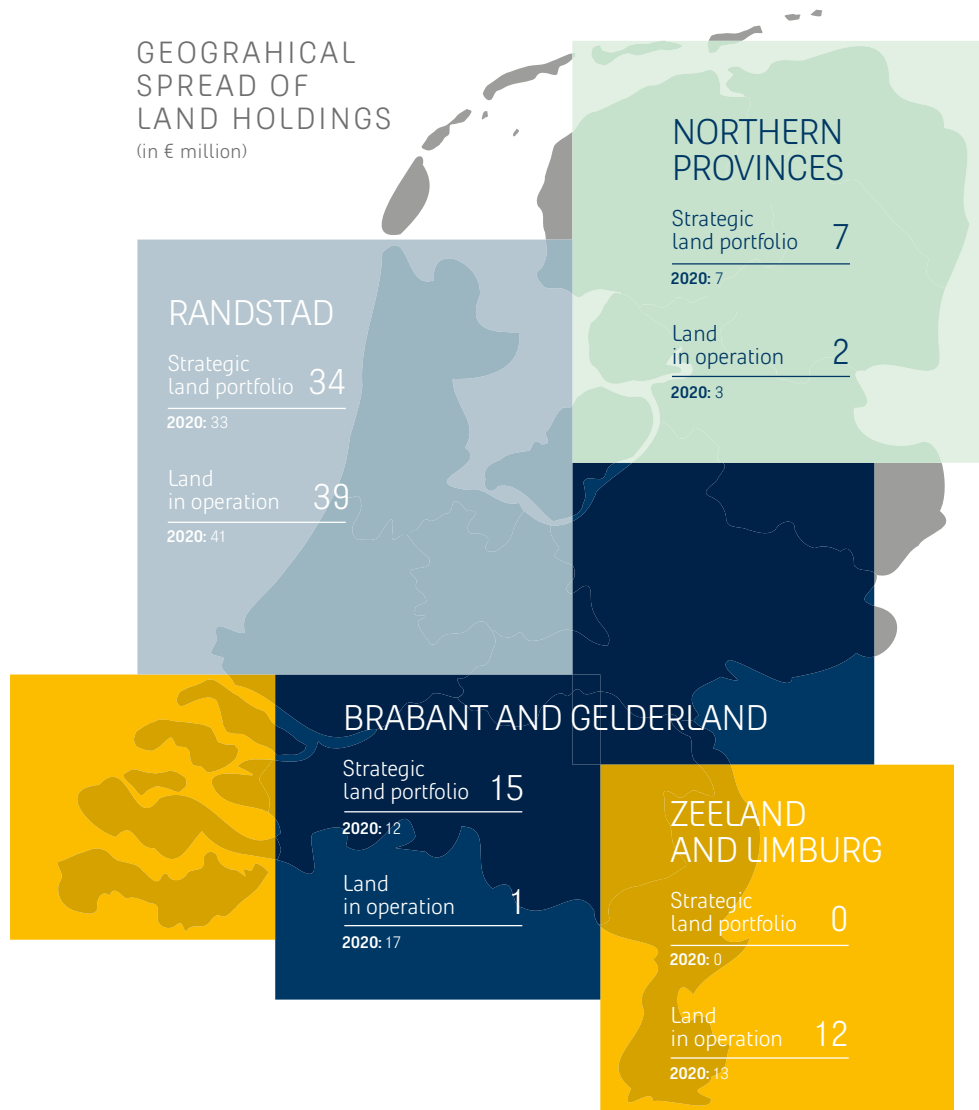 GEOGRAHICAL
SPREAD OF
LAND HOLDINGS
(in € million)
NORTHERN
PROVINCES
Strategic
land portfolio 7
2020: 7
Land
in operation 2
2020: 3
RANDSTAD
Strategic
land portfolio 34
2020: 33
Land
in operation 39
2020: 41
BRABANT AND GELDERLAND
Strategic
land portfolio 15
2020: 12
Land
in operation 1
2020: 17
ZEELAND
AND LIMBURG
Strategic
land portfolio 0
2020: 0
Land
in operation 12
2020: 13